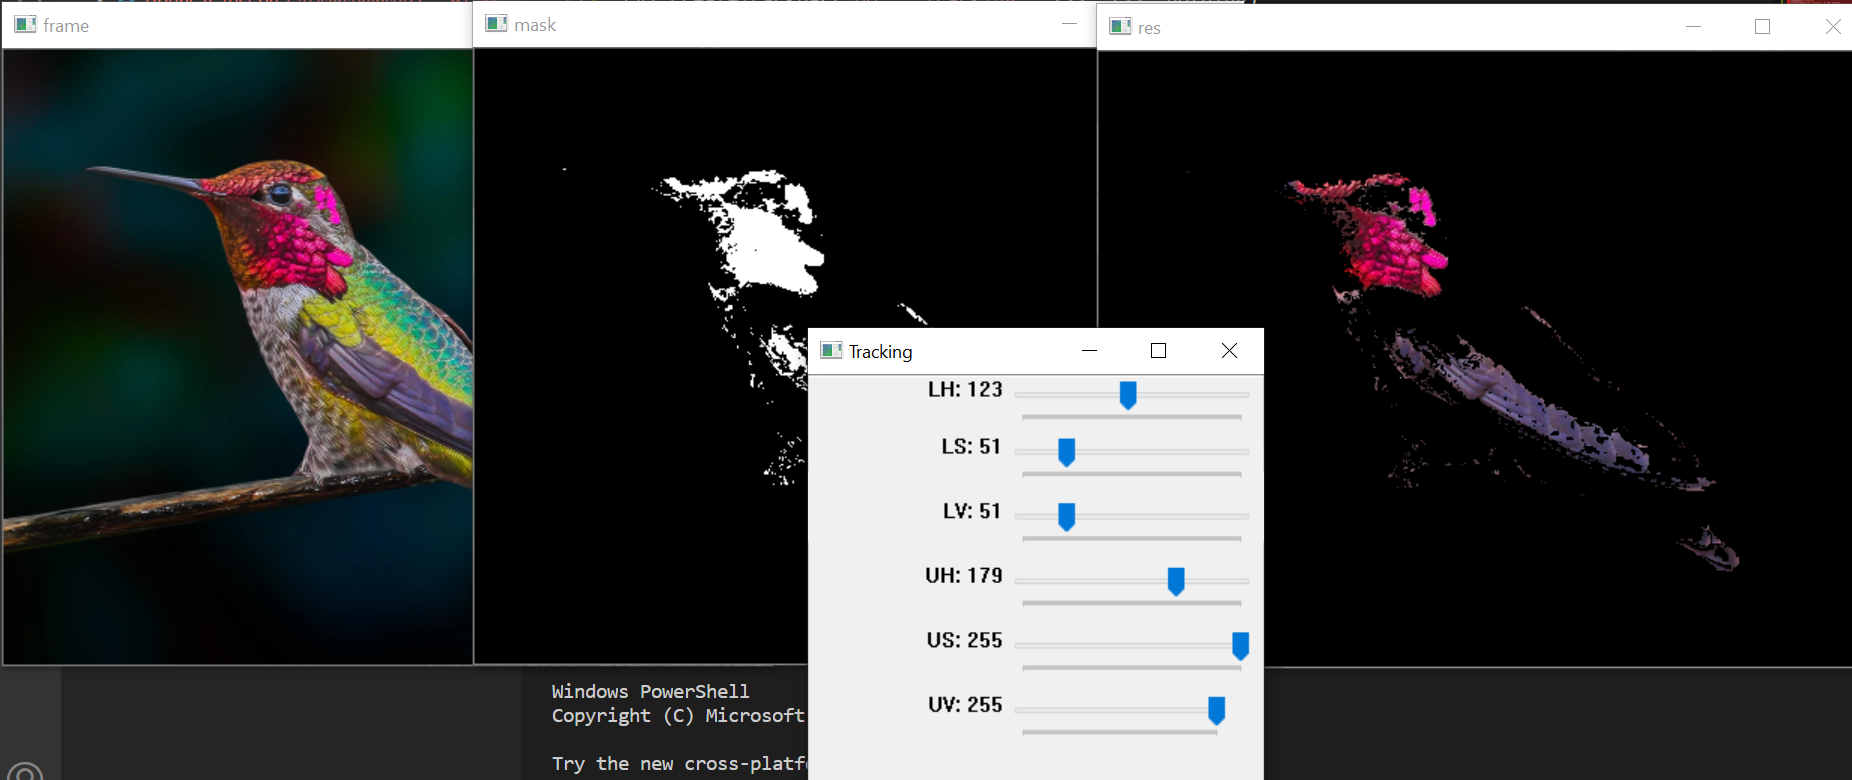 frame
mask
res
Tracking
LH: 123
LS: 51
LV: 51
UH: 179
US: 255
UV: 255
Windows PowerShell
Copyright (C) Microsoft
Try the new cross-platf